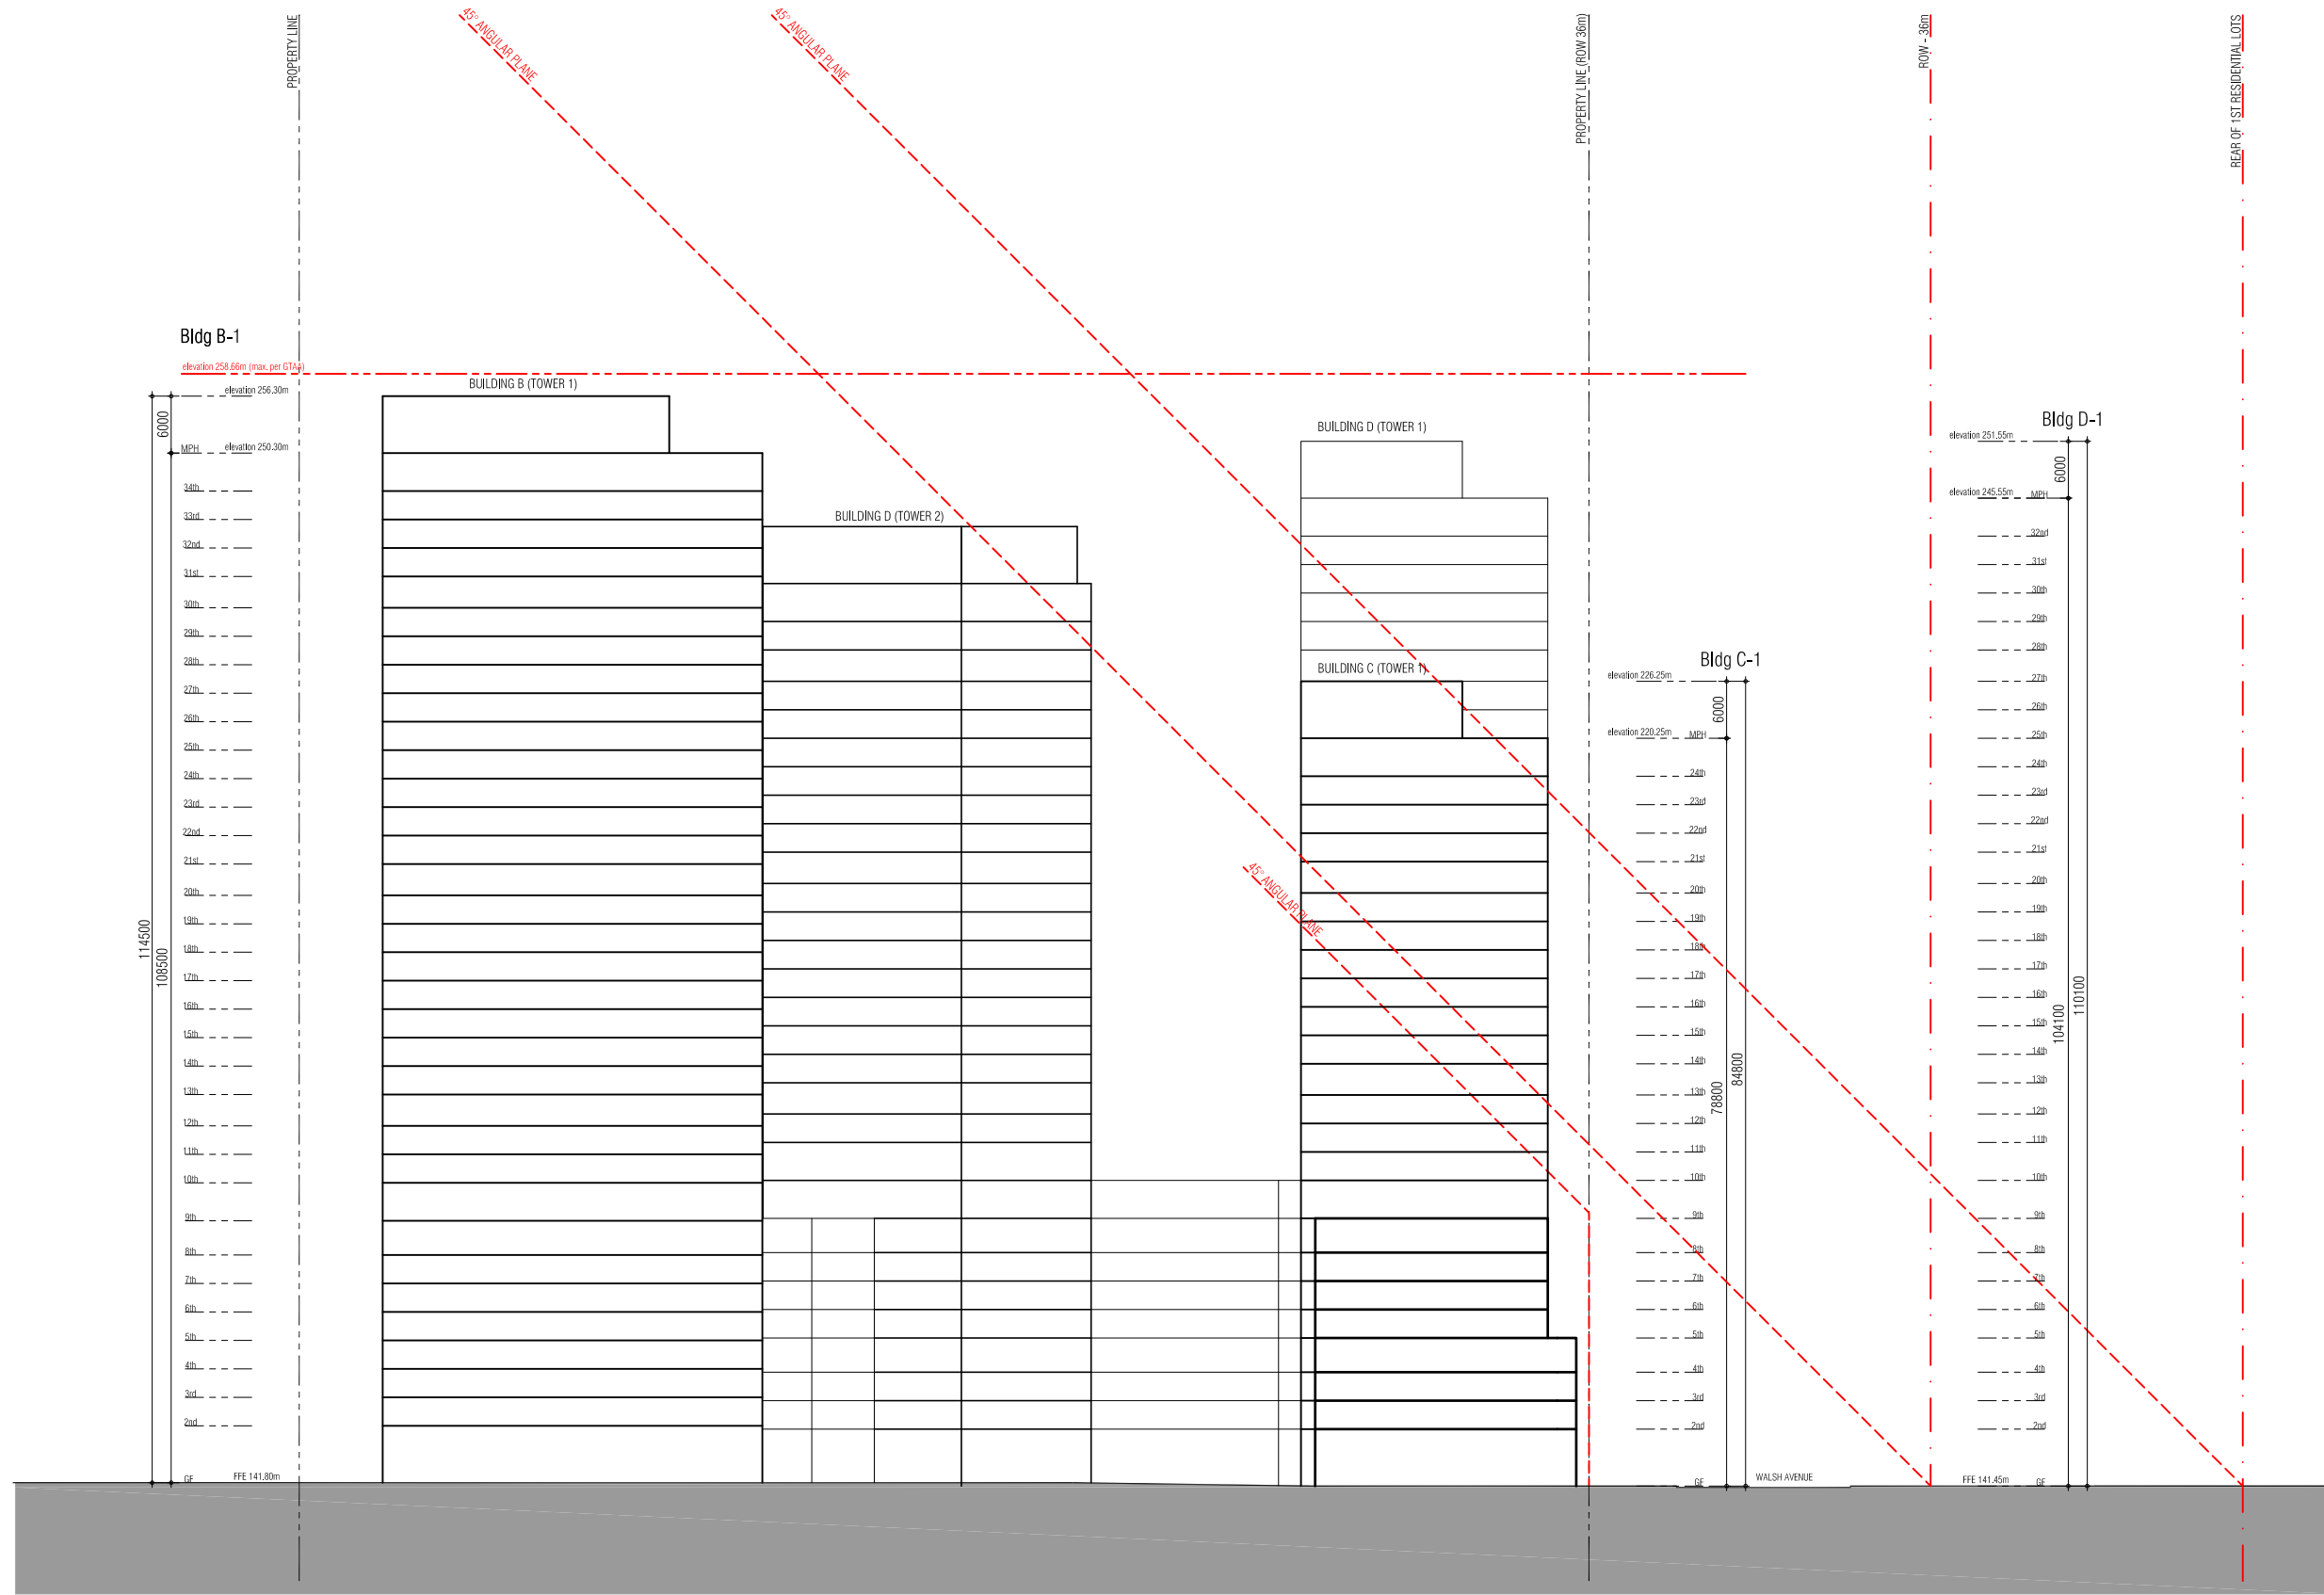 PROPERTY LINE
45° ANGULAR PLANE
45° ANGULAR PLANE
PROPERTY LINE (ROW 36m)
ROW - 36m
REAR OF 1ST RESIDENTIAL LOTS
Bldg B-1
elevation 258.66m (max. per GTAA)
elevation 256.30m
6000
MPH
elevation 250.30m
34th
33rd
32nd
31st
30th
29th
28th
27th
26th
25th
24th
23rd
22nd
21st
20th
19th
18th
17th
16th
15th
14th
13th
12th
11th
10th
9th
8th
7th
6th
5th
4th
3rd
2nd
GF
FFE 141.80m
114500
108500
BUILDING B (TOWER 1)
BUILDING D (TOWER 2)
BUILDING D (TOWER 1)
BUILDING C (TOWER 1)
45° ANGULAR PLANE
Bldg C-1
elevation 226.25m
6000
elevation 220.25m
MPH
24th
23rd
22nd
21st
20th
19th
18th
17th
16th
15th
14th
13th
12th
11th
10th
9th
8th
7th
6th
5th
4th
3rd
2nd
GF
78800
84800
WALSH AVENUE
Bldg D-1
elevation 251.55m
6000
elevation 245.55m
MPH
32nd
31st
30th
29th
28th
27th
26th
25th
24th
23rd
22nd
21st
20th
19th
18th
17th
16th
15th
14th
13th
12th
11th
10th
9th
8th
7th
6th
5th
4th
3rd
2nd
FFE 141.45m
GF
104100
110100